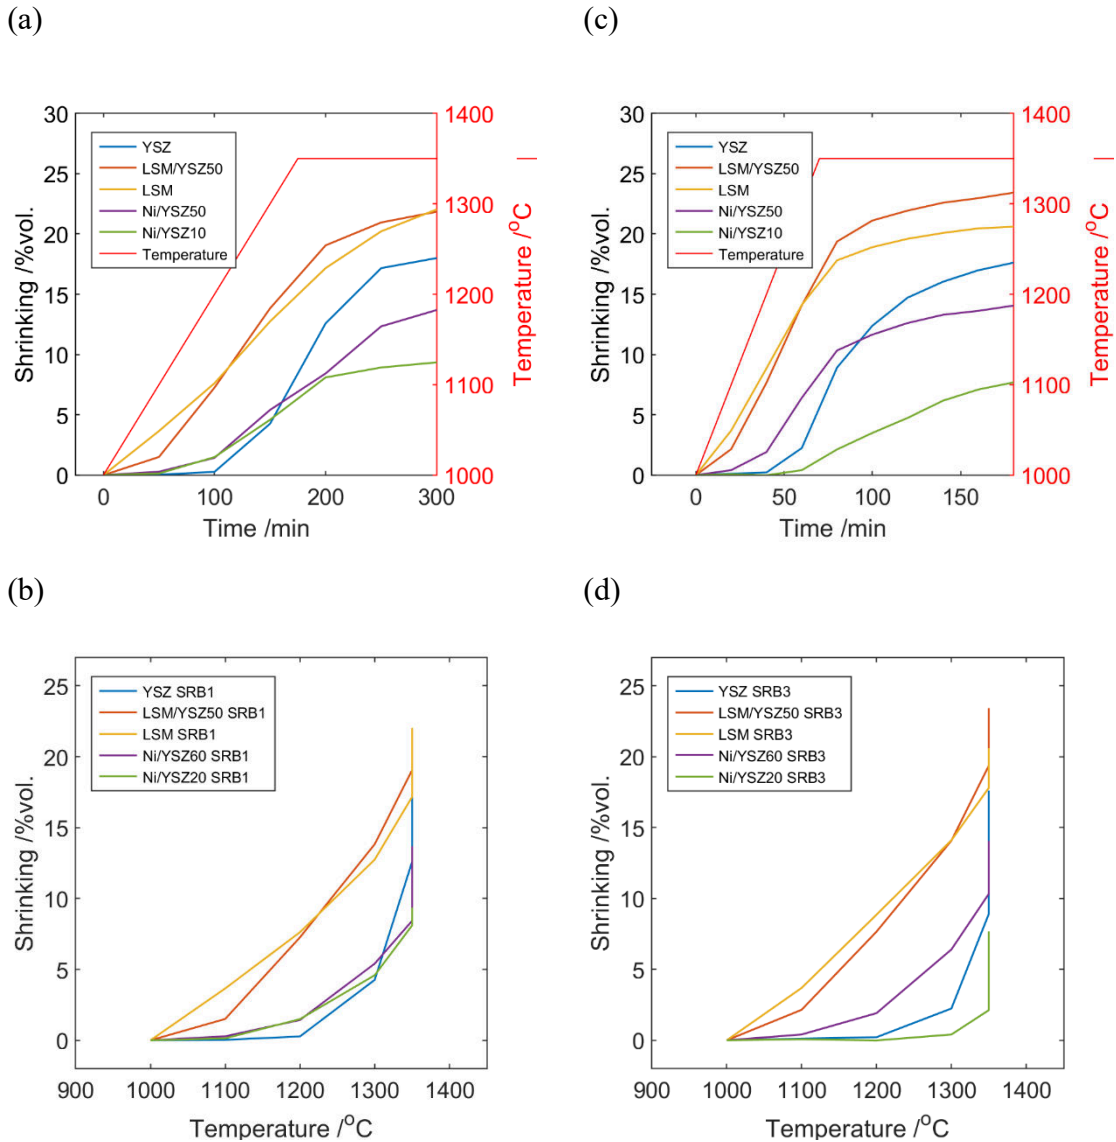 (a)
(c)
30
25
20
15
10
5
0
Shrinking /%vol.
YSZ
LSM/YSZ50
LSM
Ni/YSZ50
Ni/YSZ10
Temperature
1400
1300
1200
1100
1000
Temperature /°C
0
100
200
300
Time /min
30
25
20
15
10
5
0
Shrinking /%vol.
YSZ
LSM/YSZ50
LSM
Ni/YSZ50
Ni/YSZ10
Temperature
1400
1300
1200
1100
1000
Temperature /°C
0
50
100
150
Time /min
(b)
(d)
25
20
15
10
5
0
Shrinking /%vol.
YSZ SRB1
LSM/YSZ50 SRB1
LSM SRB1
Ni/YSZ60 SRB1
Ni/YSZ20 SRB1
900
1000
1100
1200
1300
1400
Temperature /°C
25
20
15
10
5
0
Shrinking /%vol.
YSZ SRB3
LSM/YSZ50 SRB3
LSM SRB3
Ni/YSZ60 SRB3
Ni/YSZ20 SRB3
900
1000
1100
1200
1300
1400
Temperature /°C